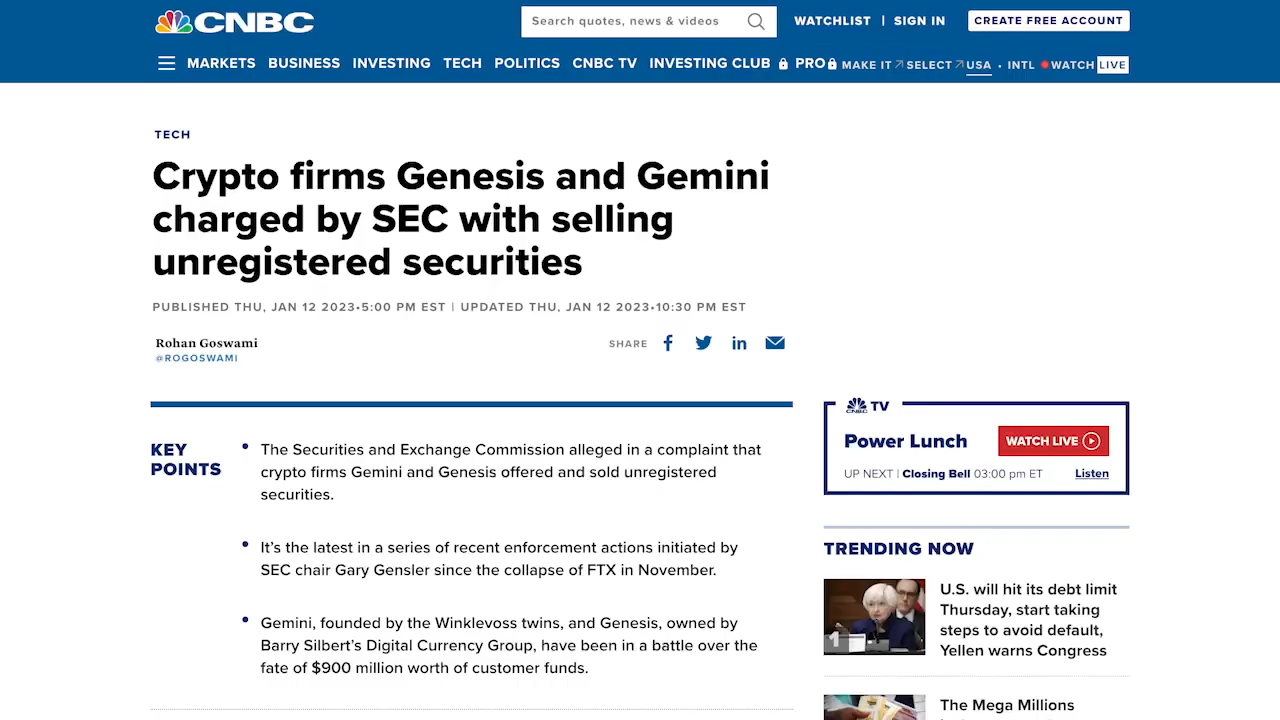 CNBC
Search quotes, news & videos
WATCHLIST | SIGN IN
CREATE FREE ACCOUNT
MARKETS BUSINESS INVESTING TECH POLITICS CNBC TV INVESTING CLUB PRO MAKE IT SELECT USA • INTL WATCH LIVE
TECH
Crypto firms Genesis and Gemini
charged by SEC with selling
unregistered securities
PUBLISHED THU, JAN 12 2023•5:00 PM EST | UPDATED THU, JAN 12 2023•10:30 PM EST
Rohan Goswami
@ROGOSWAMI
SHARE
KEY
POINTS
• The Securities and Exchange Commission alleged in a complaint that
crypto firms Gemini and Genesis offered and sold unregistered
securities.
• It’s the latest in a series of recent enforcement actions initiated by
SEC chair Gary Gensler since the collapse of FTX in November.
• Gemini, founded by the Winklevoss twins, and Genesis, owned by
Barry Silbert’s Digital Currency Group, have been in a battle over the
fate of $900 million worth of customer funds.
CNBC TV
Power Lunch
WATCH LIVE
UP NEXT | Closing Bell 03:00 pm ET
Listen
TRENDING NOW
1
U.S. will hit its debt limit
Thursday, start taking
steps to avoid default,
Yellen warns Congress
The Mega Millions